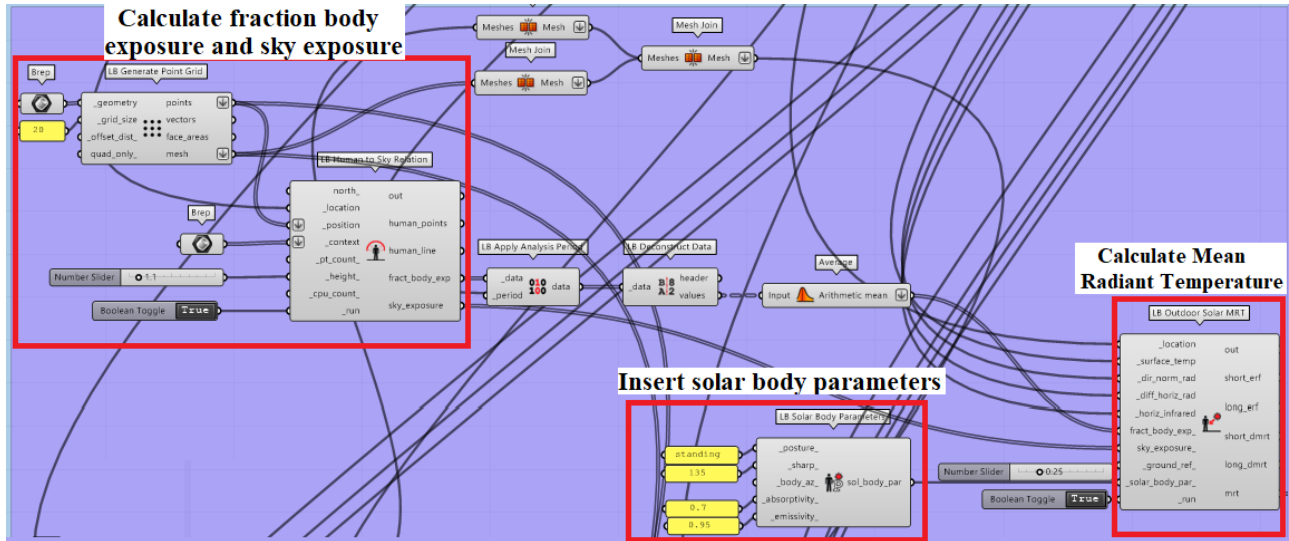 Calculate fraction body
exposure and sky exposure
Meshes Mesh
Mesh Join
Mesh Join
Meshes Mesh
Meshes Mesh
Brep
LB Generate Point Grid
_geometry points
_grid_size vectors
_offset_dist_ face_areas
quad_only_ mesh
20
LB Human to Sky Relation
north_ out
_location
_position human_points
_context human_line
_pt_count_
_height_ fract_body_exp
_cpu_count_
_run sky_exposure
Brep
Number Slider 1.1
Boolean Toggle True
LB Apply Analysis Period
_data data
_period
010
100
LB Deconstruct Data
_data header
values
B B
A 2
Average
Input Arithmetic mean
Calculate Mean
Radiant Temperature
LB Outdoor Solar MRT
_location out
_surface_temp
_dir_norm_rad short_erf
_diff_horiz_rad
_horiz_infrared long_erf
fract_body_exp_
sky_exposure_ short_dmrt
_ground_ref_
_solar_body_par_ long_dmrt
_run mrt
Insert solar body parameters
LB Solar Body Parameters
standing
135
0.7
0.95
_posture_
_sharp_
_body_az_ sol_body_par
_absorptivity_
_emissivity_
Number Slider 0.25
Boolean Toggle True